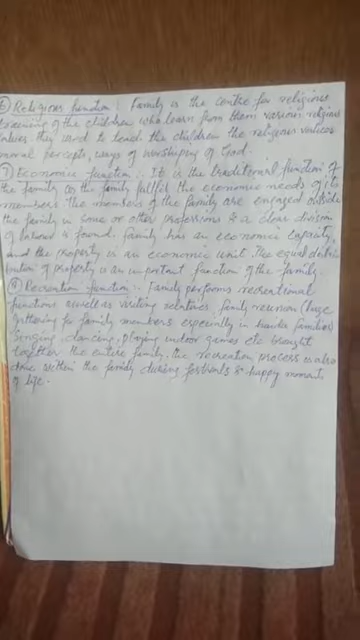 ⑥ Religious function : Family is the centre for religious
training of the children who learn from them various religious
values. they used to teach the children the religious
moral percepts, ways of worshiping of God.
⑦ Economic function :- It is the traditional function of
the family as the family fulfil the economic needs of its
members. The members of the family are engaged outside
the family in some or other professions & a clear division
of labour is found. family has an economic capacity,
and the property is an economic unit. The equal distri
bution of property is an important function of the family.
Recreation function :- Family performs recreational
functions as well as visiting relatives, family reunion (huge
gathering for family members especially in families)
Singing dancing, playing indoor games etc brought
together the entire family. the recreation process is also
done within the family during festivals & happy moments
of life.